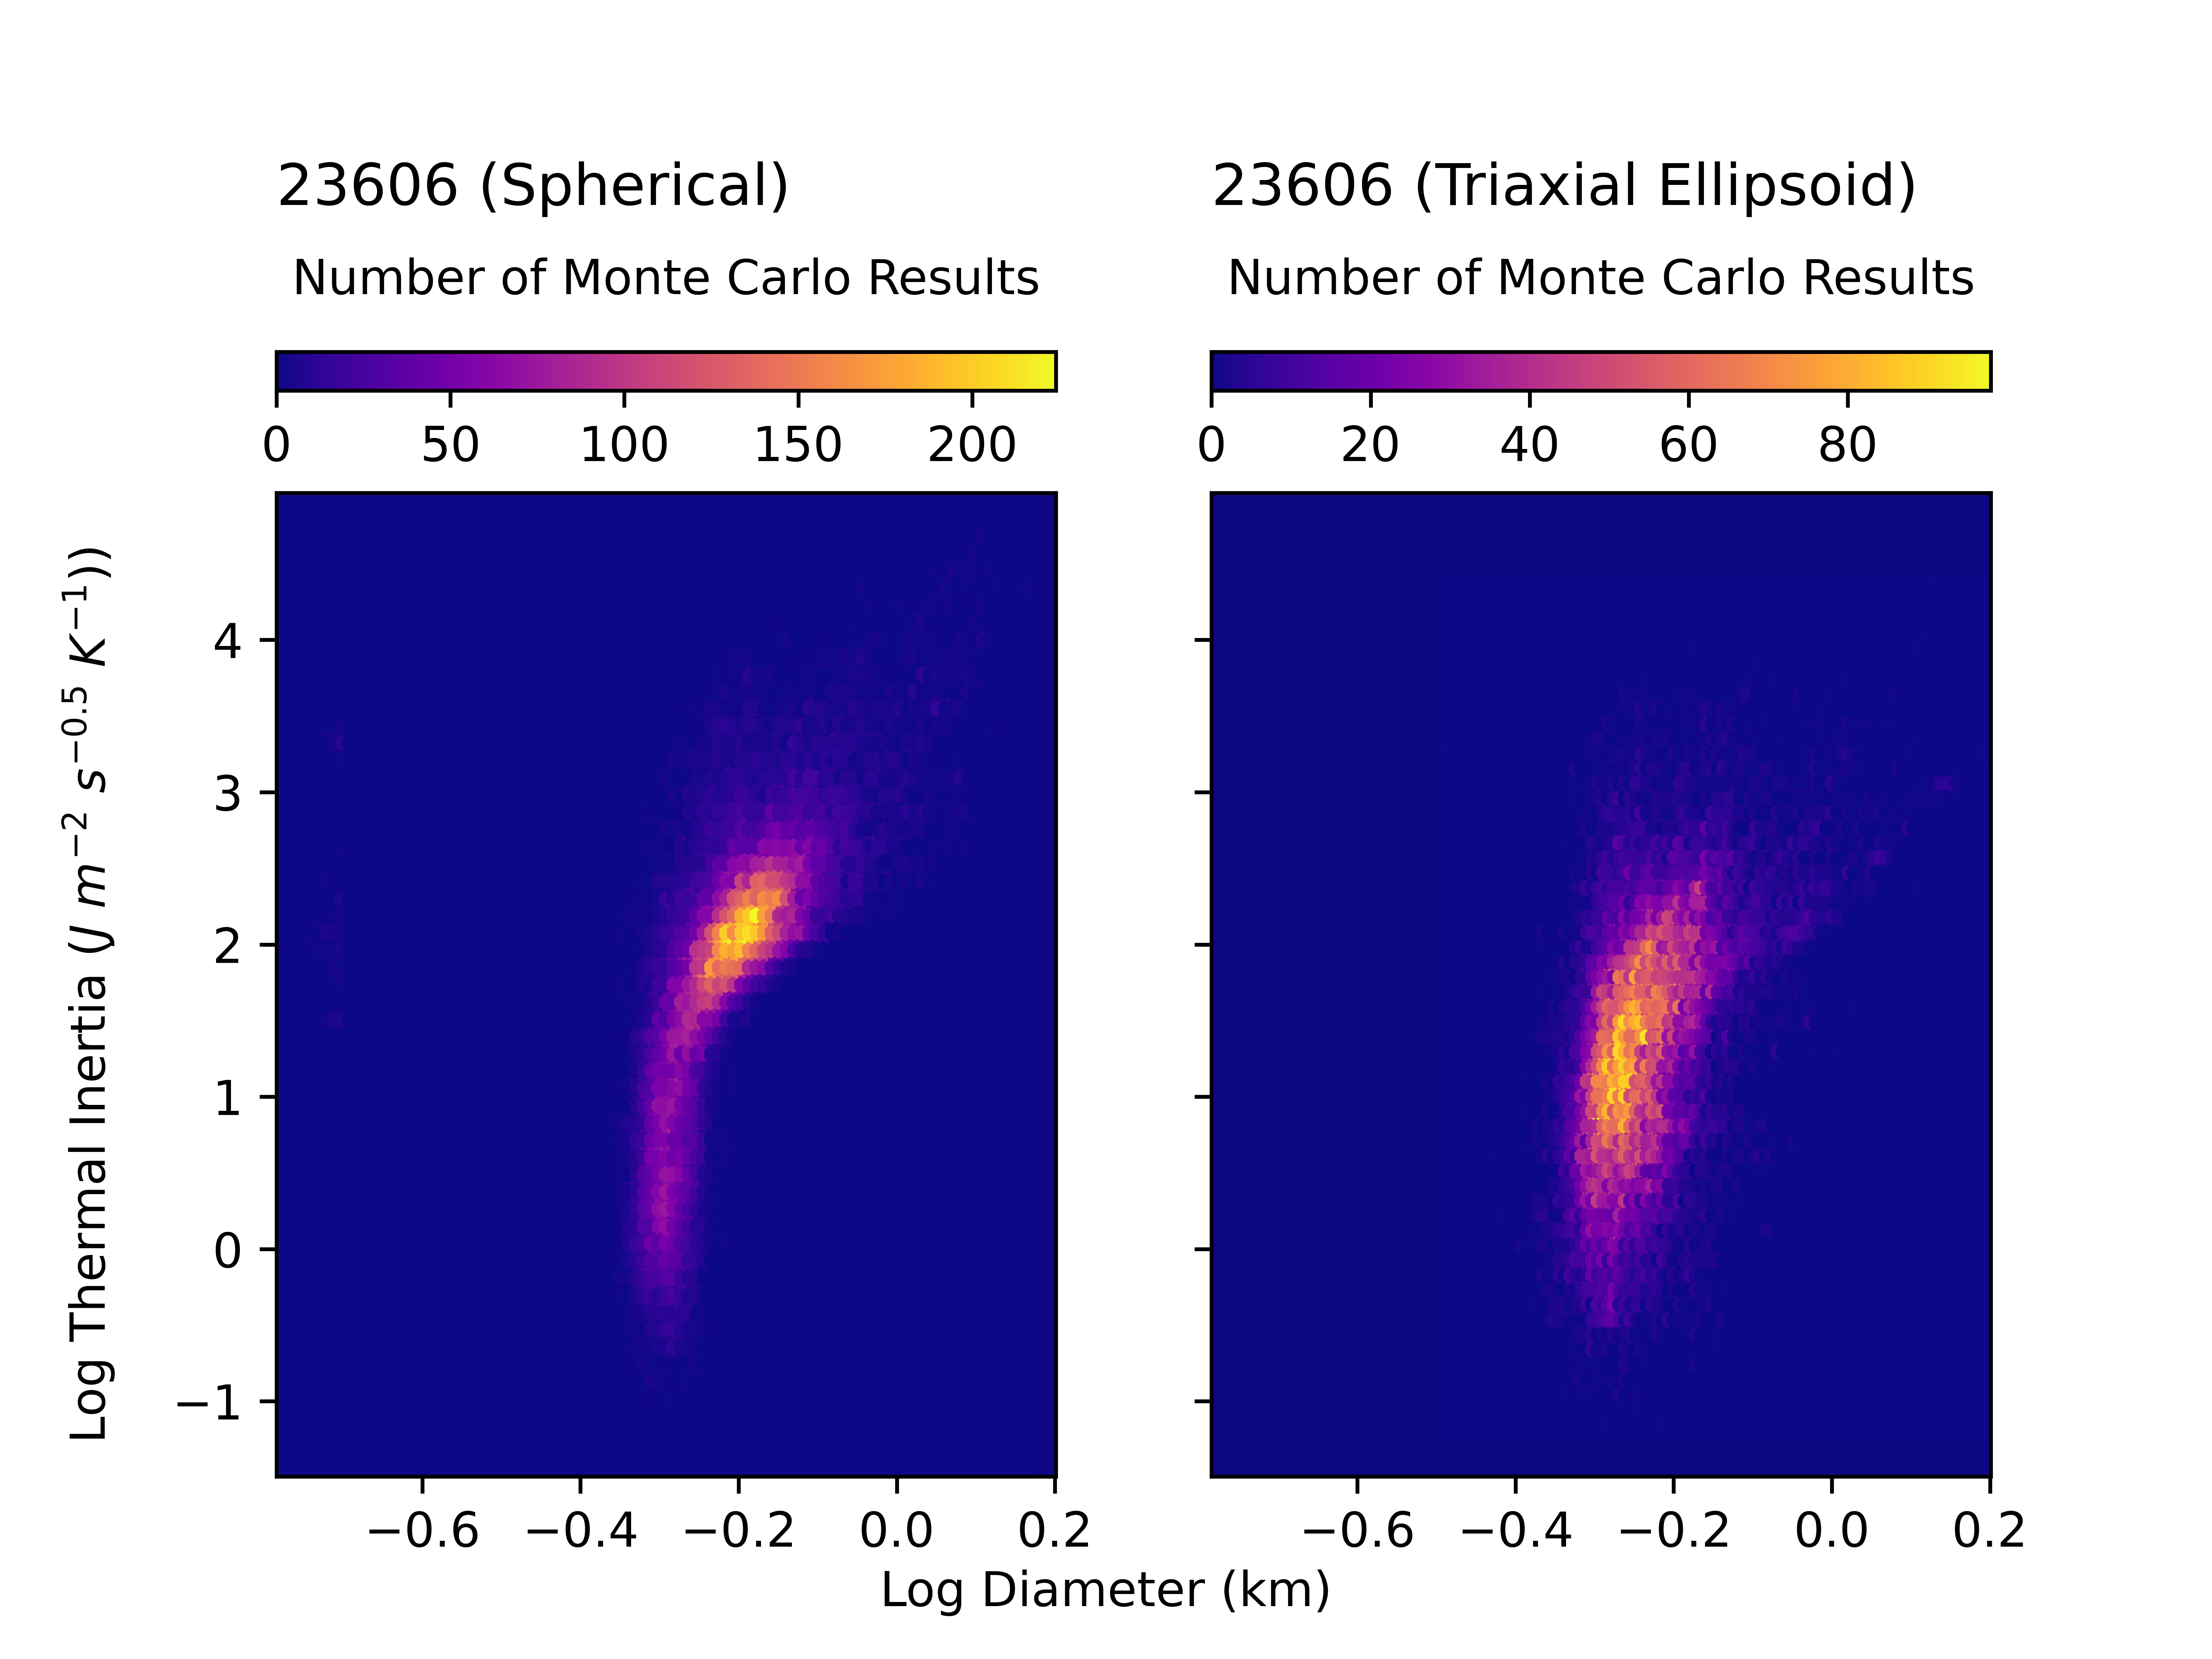 23606 (Spherical)
Number of Monte Carlo Results
0 50 100 150 200
23606 (Triaxial Ellipsoid)
Number of Monte Carlo Results
0 20 40 60 80
Log Thermal Inertia (J m⁻² s⁻⁰·⁵ K⁻¹))
4
3
2
1
0
−1
−0.6 −0.4 −0.2 0.0 0.2
−0.6 −0.4 −0.2 0.0 0.2
Log Diameter (km)